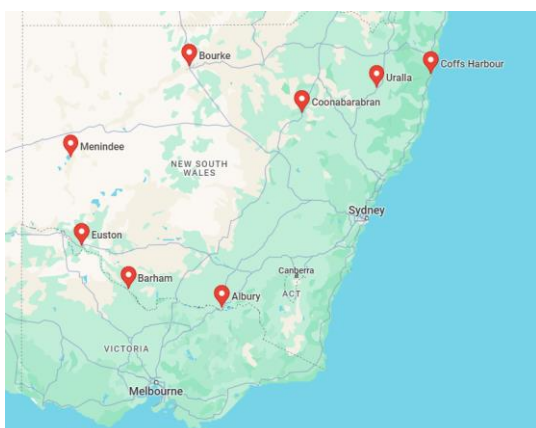 Bourke
Coffs Harbour
Uralla
Coonabarabran
Menindee
NEW SOUTH
WALES
Sydney
Euston
Canberra
Barham
ACT
Albury
VICTORIA
Melbourne